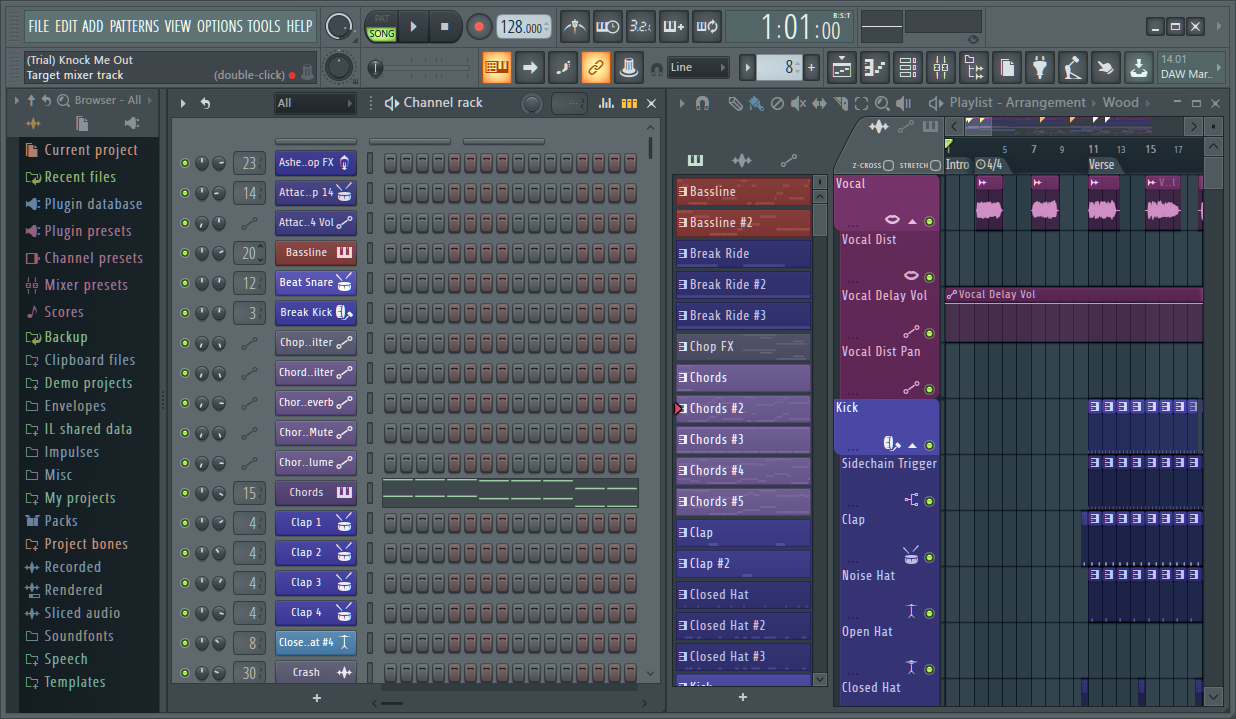 FILE EDIT ADD PATTERNS VIEW OPTIONS TOOLS HELP
PAT
SONG
128.000
3.2.
1:01:00
B:S:T
(Trial) Knock Me Out
Target mixer track
(double-click)
Line
8
14.01
DAW Mar..
Browser - All
Current project
Recent files
Plugin database
Plugin presets
Channel presets
Mixer presets
Scores
Backup
Clipboard files
Demo projects
Envelopes
IL shared data
Impulses
Misc
My projects
Packs
Project bones
Recorded
Rendered
Sliced audio
Soundfonts
Speech
Templates
All
Channel rack
23 Ashe..op FX
14 Attac..p 14
Attac..4 Vol
20 Bassline
12 Beat Snare
3 Break Kick
Chop..ilter
Chord..ilter
Chor..everb
Chor..Mute
Chor..lume
15 Chords
4 Clap 1
4 Clap 2
4 Clap 3
4 Clap 4
8 Close..at #4
30 Crash
+
Playlist - Arrangement
Wood
Z-CROSS
STRETCH
Bassline
Bassline #2
Break Ride
Break Ride #2
Break Ride #3
Chop FX
Chords
Chords #2
Chords #3
Chords #4
Chords #5
Clap
Clap #2
Closed Hat
Closed Hat #2
Closed Hat #3
Kick
+
5 7 9 11 13 15 17
Intro
4/4
Verse
Vocal
Vocal Dist
Vocal Delay Vol
Vocal Delay Vol
Vocal Dist Pan
Kick
Sidechain Trigger
Clap
Noise Hat
Open Hat
Closed Hat